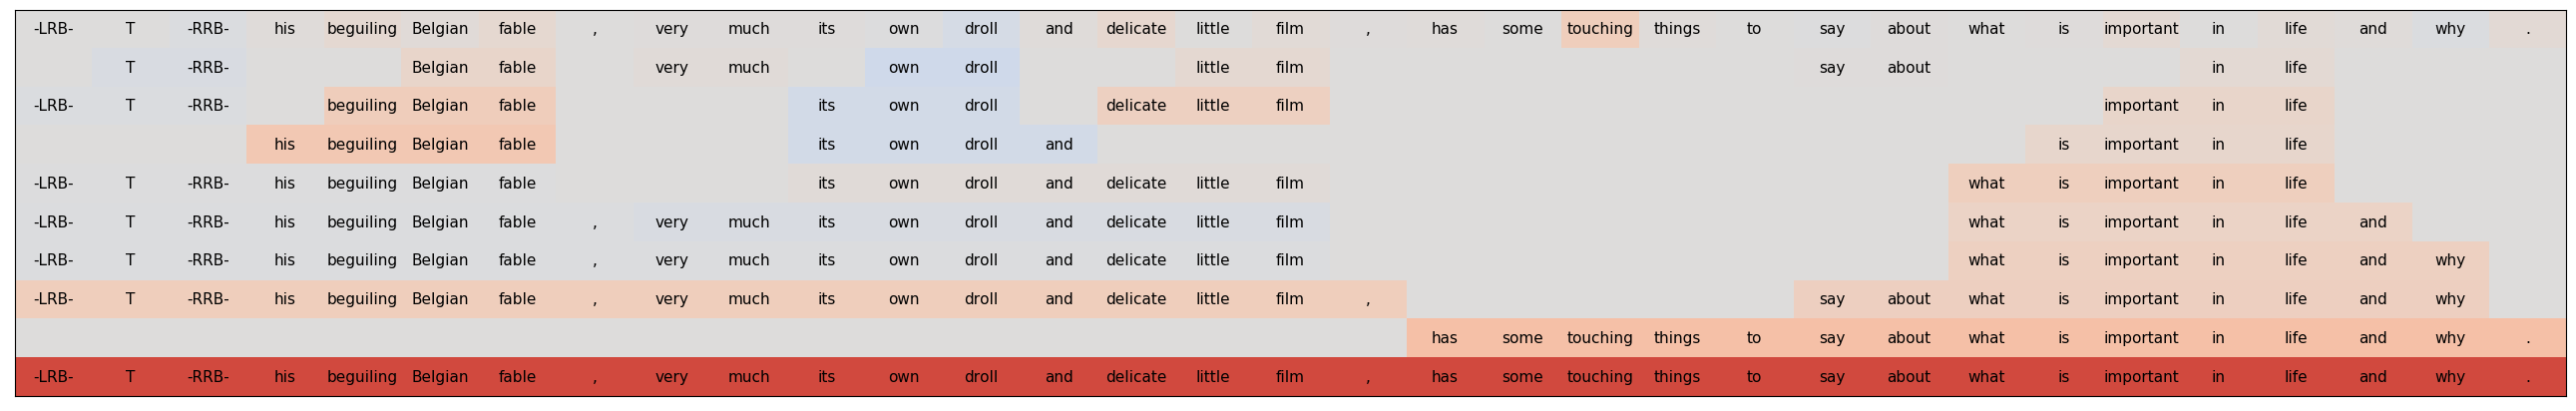 -LRB- T -RRB- his beguiling Belgian fable , very much its own droll and delicate little film , has some touching things to say about what is important in life and why .
T -RRB- Belgian fable very much own droll little film say about in life
-LRB- T -RRB- beguiling Belgian fable its own droll delicate little film important in life
his beguiling Belgian fable its own droll and is important in life
-LRB- T -RRB- his beguiling Belgian fable its own droll and delicate little film what is important in life
-LRB- T -RRB- his beguiling Belgian fable , very much its own droll and delicate little film what is important in life and
-LRB- T -RRB- his beguiling Belgian fable , very much its own droll and delicate little film what is important in life and why
-LRB- T -RRB- his beguiling Belgian fable , very much its own droll and delicate little film , say about what is important in life and why
has some touching things to say about what is important in life and why .
-LRB- T -RRB- his beguiling Belgian fable , very much its own droll and delicate little film , has some touching things to say about what is important in life and why .